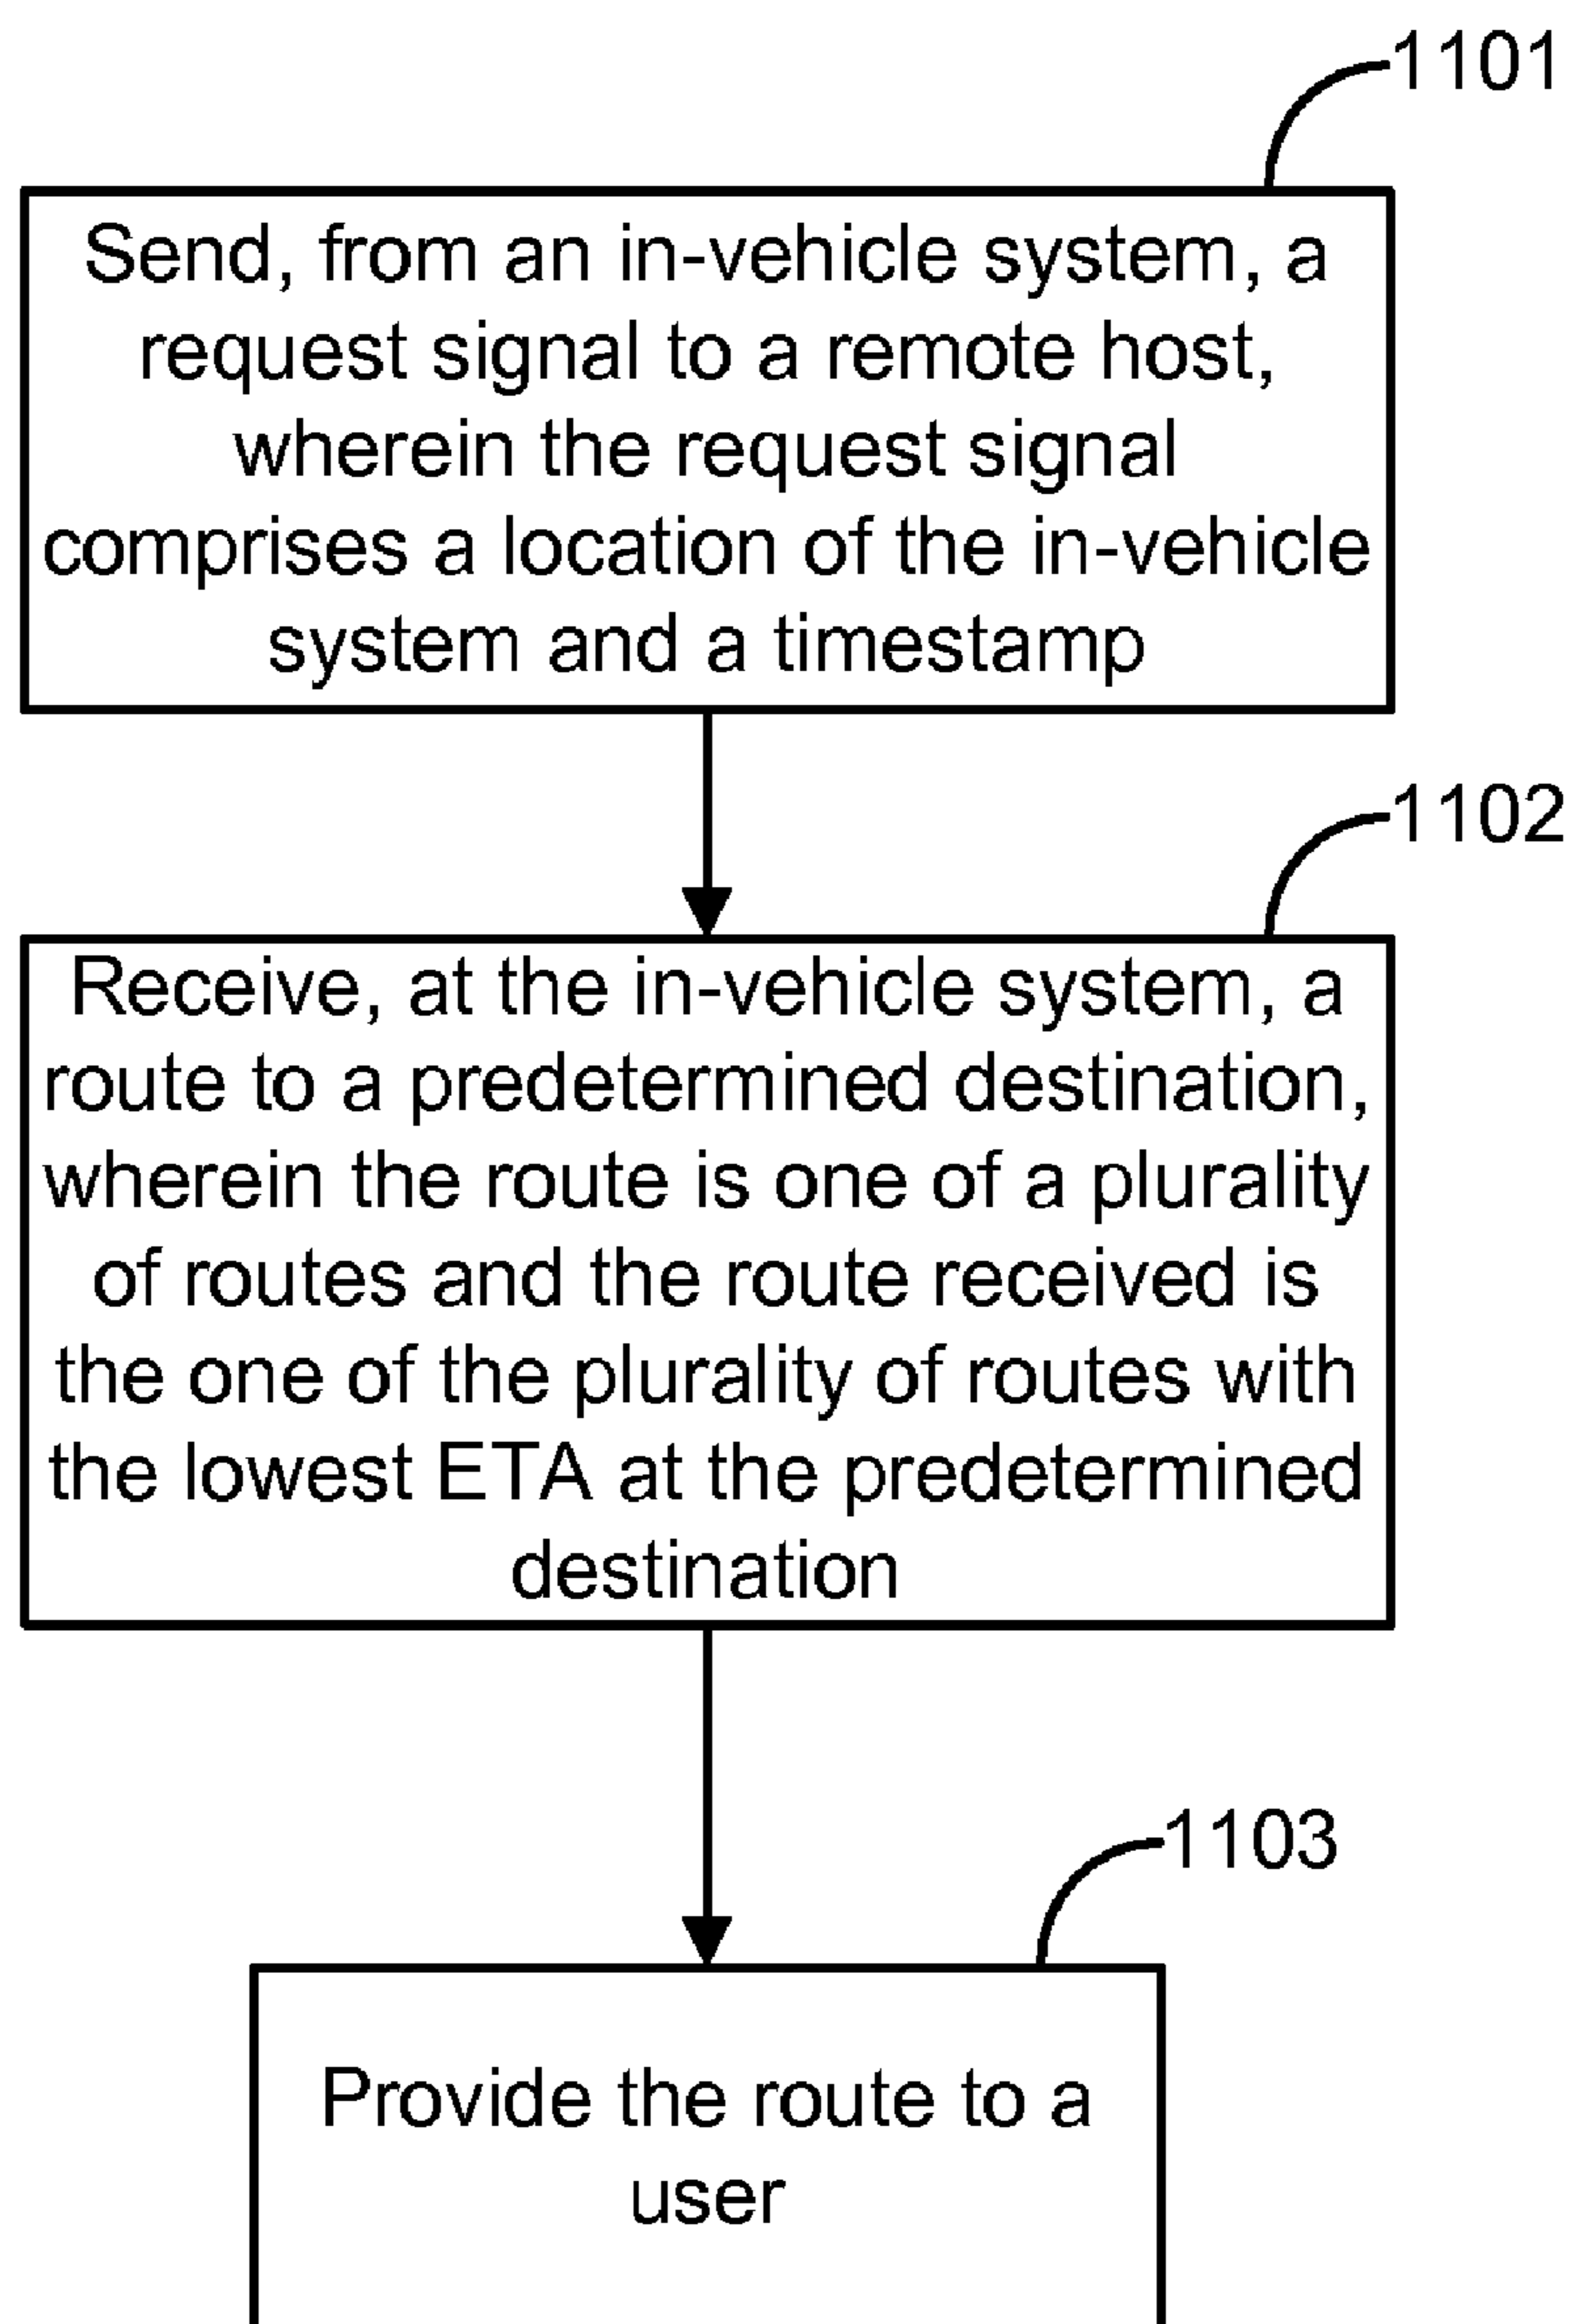 1101
Send, from an in-vehicle system, a
request signal to a remote host,
wherein the request signal
comprises a location of the in-vehicle
system and a timestamp
1102
Receive, at the in-vehicle system, a
route to a predetermined destination,
wherein the route is one of a plurality
of routes and the route received is
the one of the plurality of routes with
the lowest ETA at the predetermined
destination
1103
Provide the route to a
user